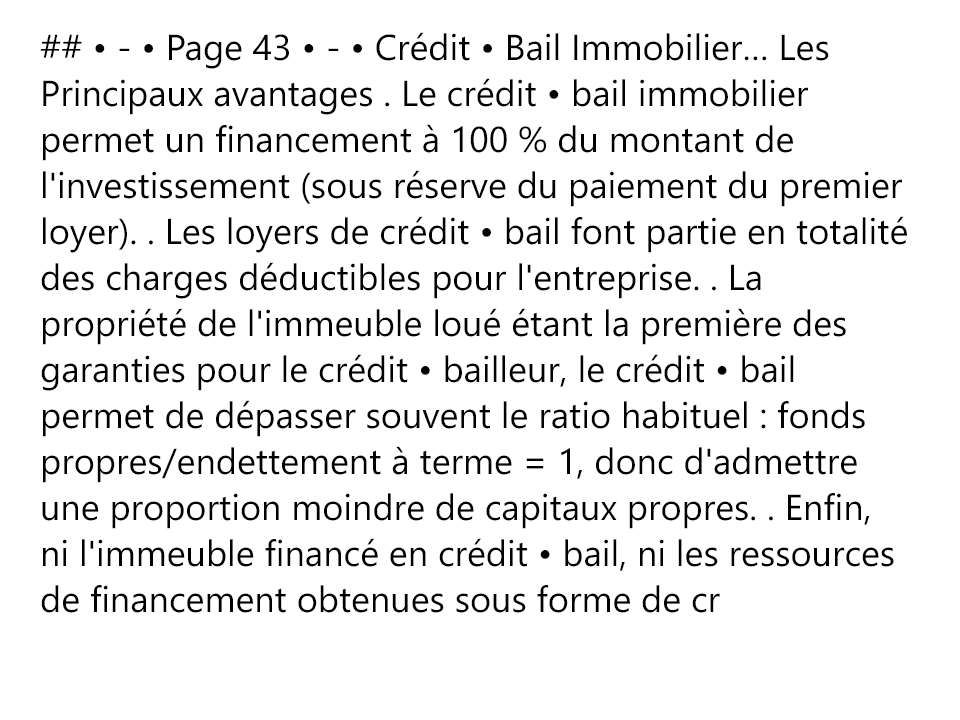 ## • - • Page 43 • - • Crédit • Bail Immobilier... Les
Principaux avantages . Le crédit • bail immobilier
permet un financement à 100 % du montant de
l'investissement (sous réserve du paiement du premier
loyer). . Les loyers de crédit • bail font partie en totalité
des charges déductibles pour l'entreprise. . La
propriété de l'immeuble loué étant la première des
garanties pour le crédit • bailleur, le crédit • bail
permet de dépasser souvent le ratio habituel : fonds
propres/endettement à terme = 1, donc d'admettre
une proportion moindre de capitaux propres. . Enfin,
ni l'immeuble financé en crédit • bail, ni les ressources
de financement obtenues sous forme de cr